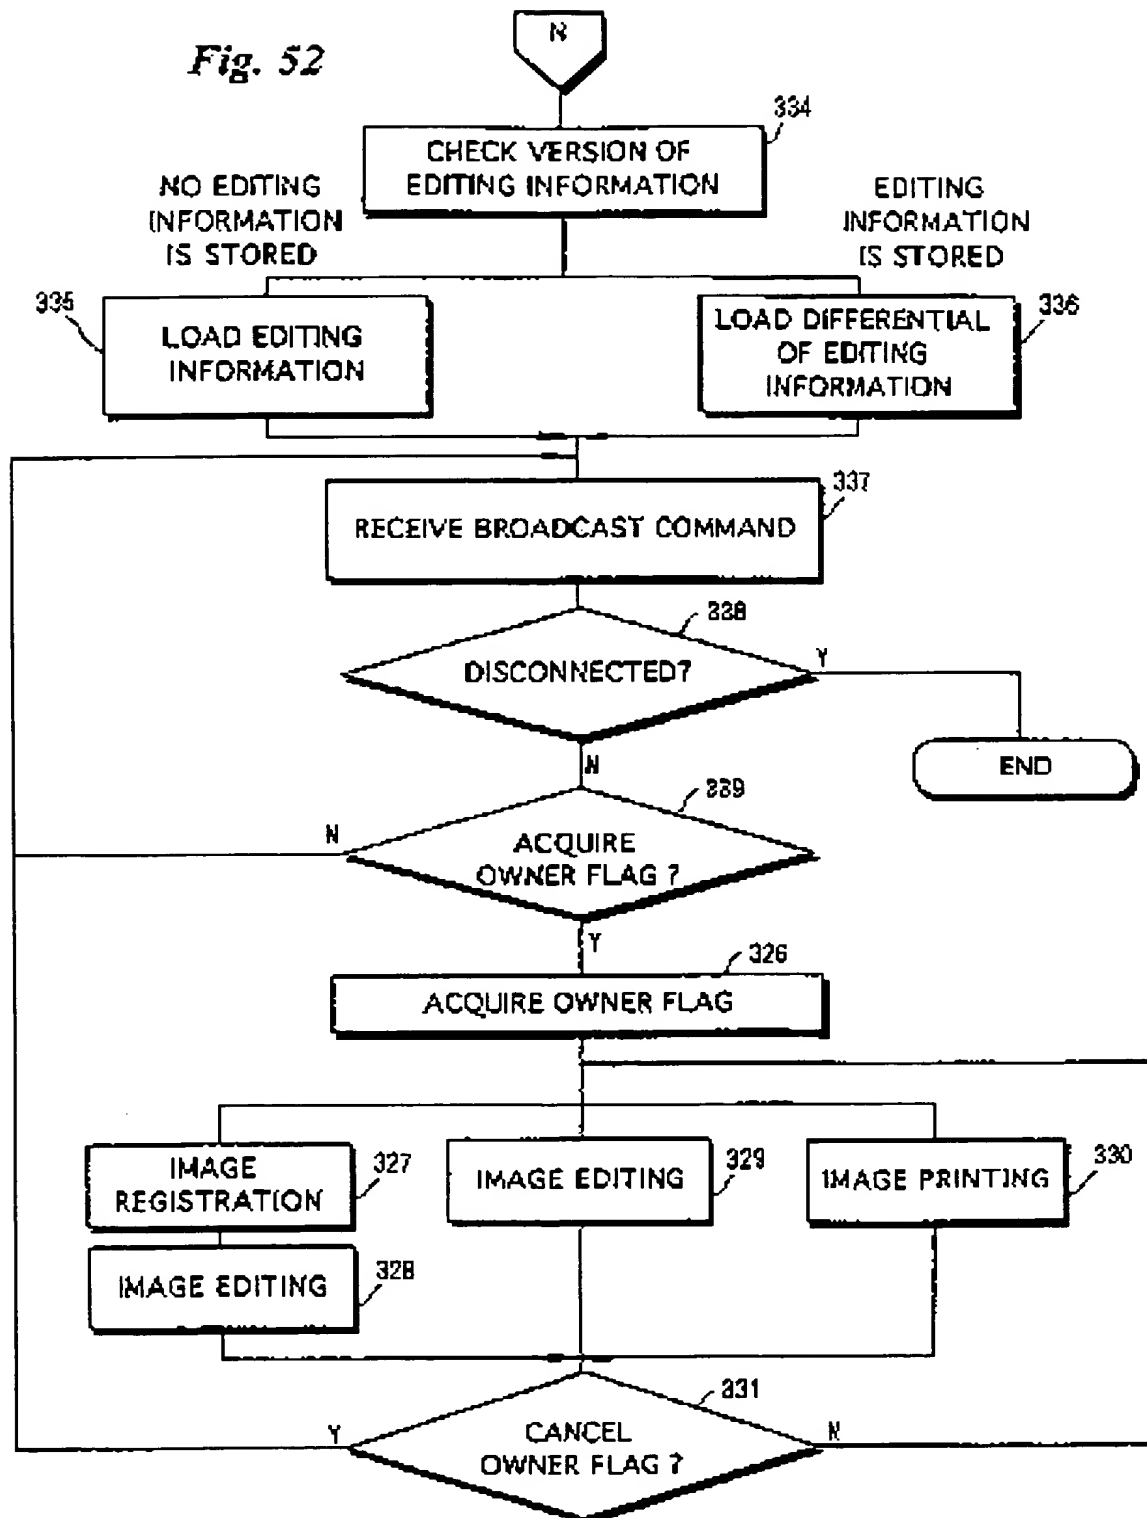 Fig. 52
N
334
CHECK VERSION OF
EDITING INFORMATION
NO EDITING
INFORMATION
IS STORED
EDITING
INFORMATION
IS STORED
335
LOAD EDITING
INFORMATION
LOAD DIFFERENTIAL
OF EDITING
INFORMATION
336
337
RECEIVE BROADCAST COMMAND
338
DISCONNECTED?
Y
N
END
339
N
ACQUIRE
OWNER FLAG ?
Y
326
ACQUIRE OWNER FLAG
IMAGE
REGISTRATION
327
IMAGE EDITING
329
IMAGE PRINTING
330
IMAGE EDITING
328
331
Y
CANCEL
OWNER FLAG ?
N